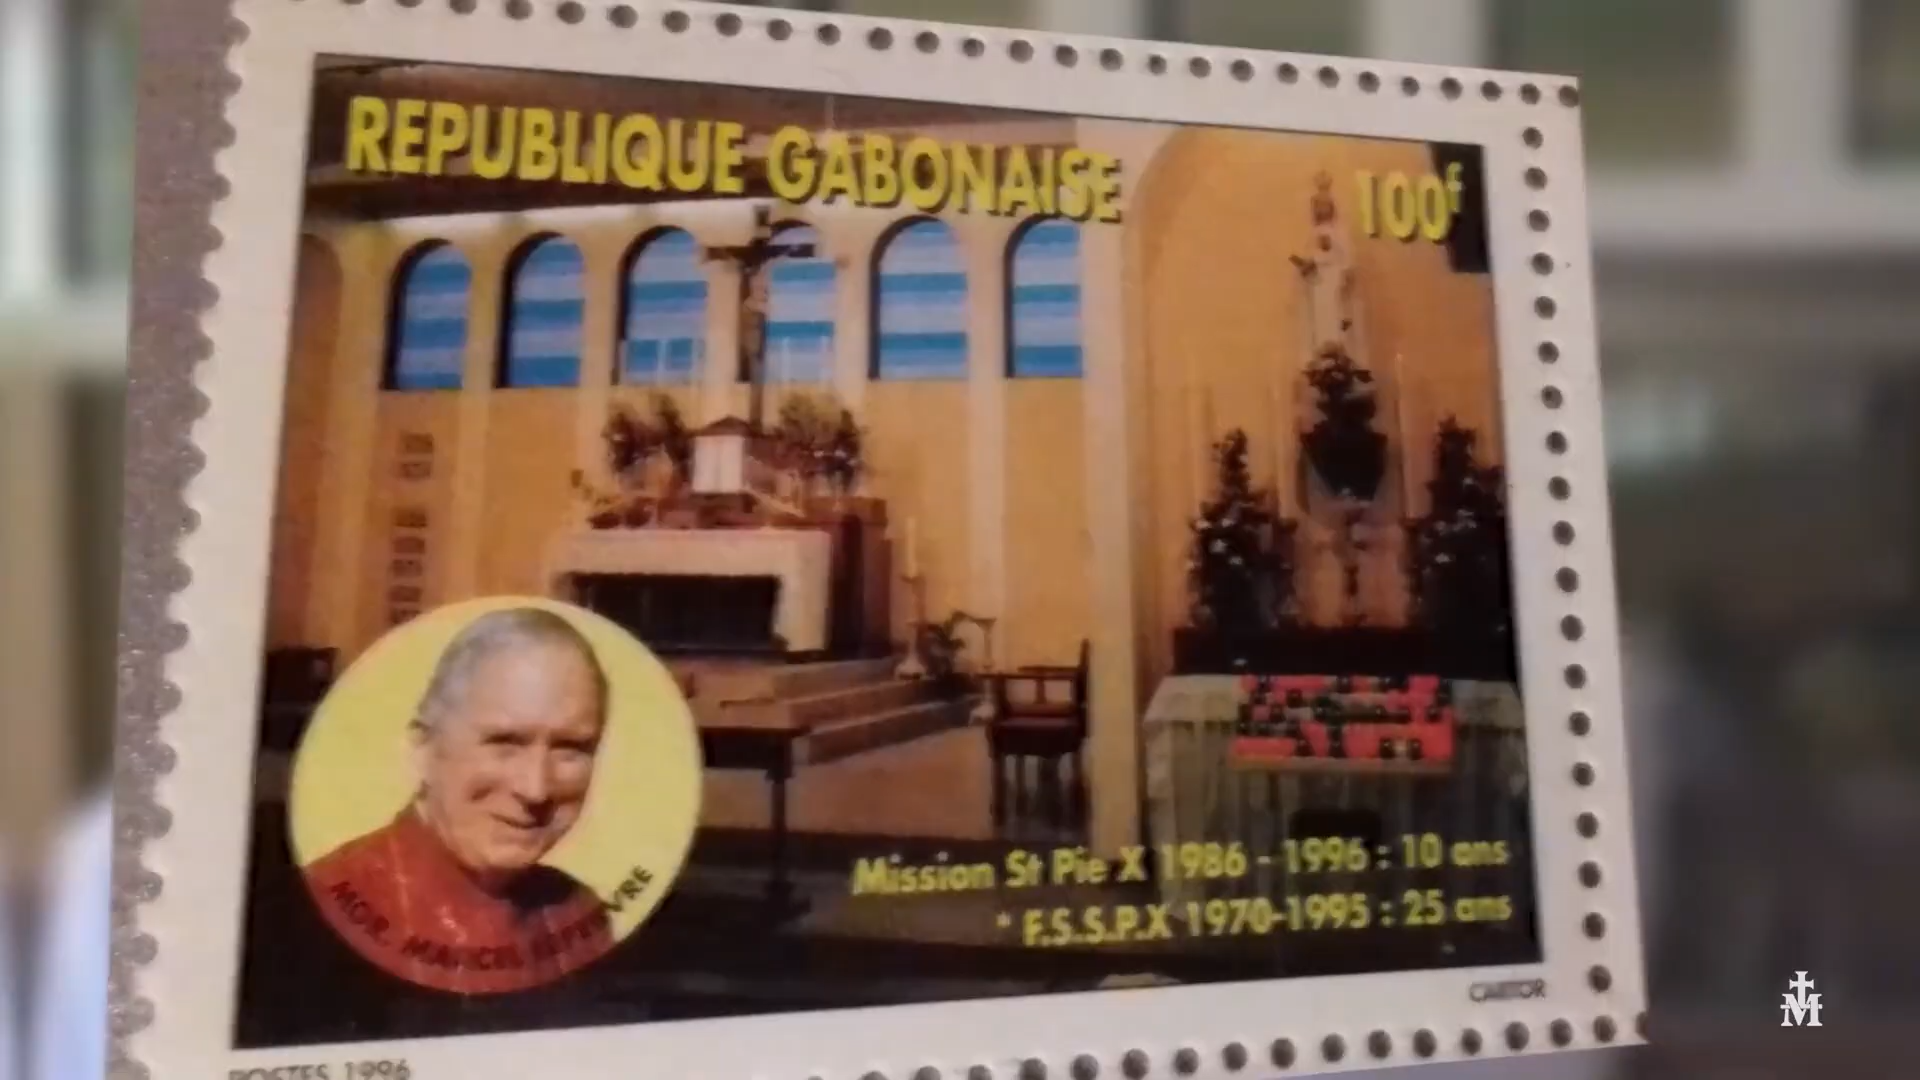 REPUBLIQUE GABONAISE
100f
MGR. MARCEL LEFEBVRE
Mission St Pie X 1986 - 1996 : 10 ans
* F.S.S.P.X 1970-1995 : 25 ans
CARTOR
POSTES 1996